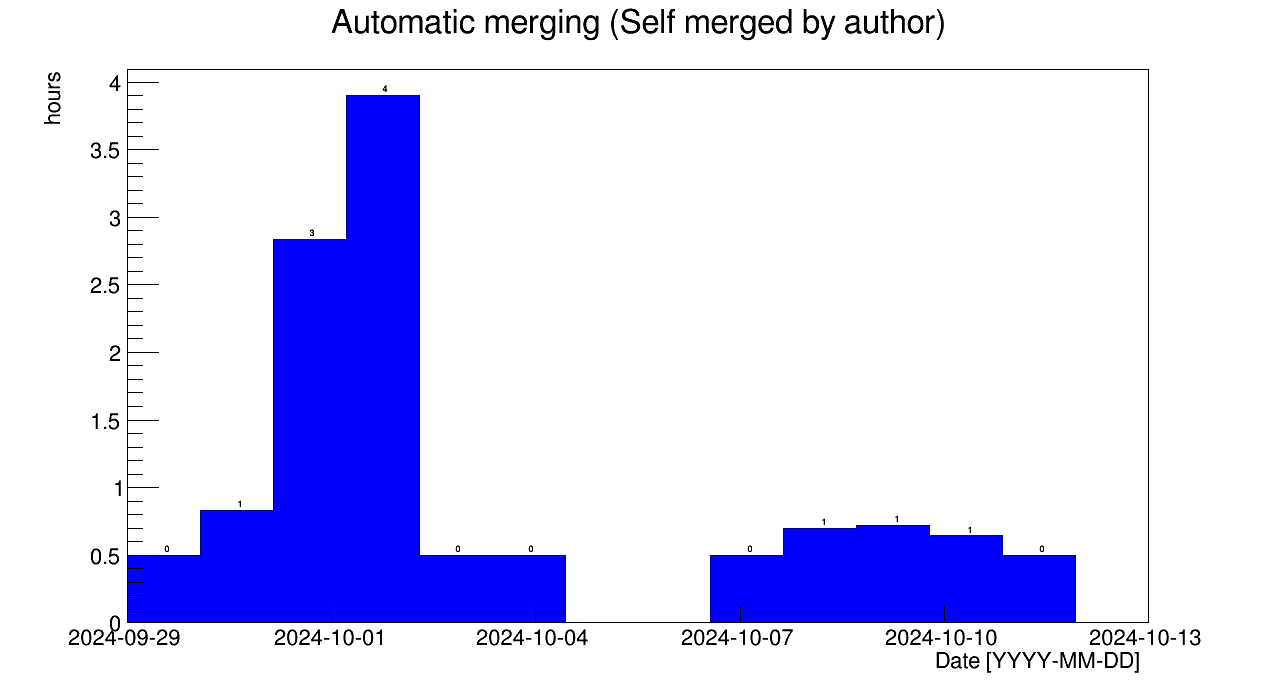 Automatic merging (Self merged by author)
hours
4
3.5
3
2.5
2
1.5
1
0.5
0
0 1 3 4 0 0 0 1 1 1 0
2024-09-29 2024-10-01 2024-10-04 2024-10-07 2024-10-10 2024-10-13
Date [YYYY-MM-DD]